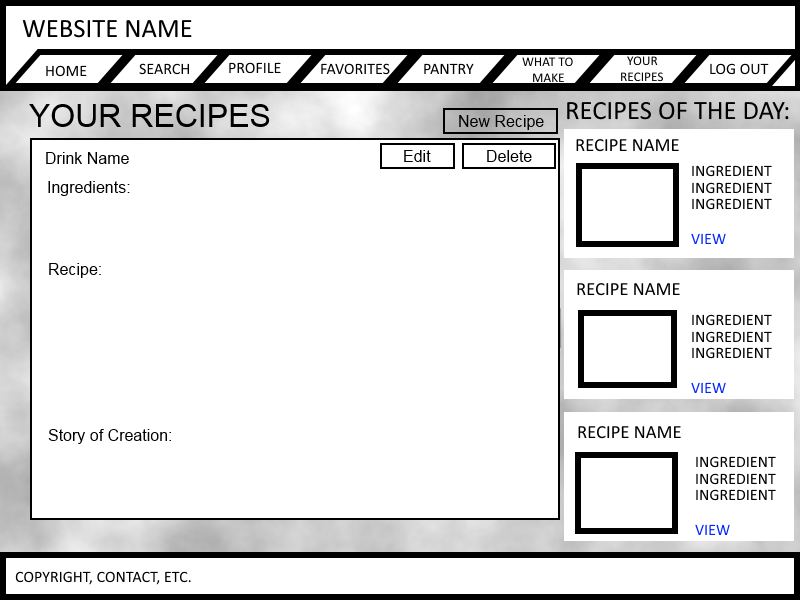 WEBSITE NAME
HOME
SEARCH
PROFILE
FAVORITES
PANTRY
WHAT TO
MAKE
YOUR
RECIPES
LOG OUT
YOUR RECIPES
New Recipe
Drink Name
Edit
Delete
Ingredients:
Recipe:
Story of Creation:
RECIPES OF THE DAY:
RECIPE NAME
INGREDIENT
INGREDIENT
INGREDIENT
VIEW
RECIPE NAME
INGREDIENT
INGREDIENT
INGREDIENT
VIEW
RECIPE NAME
INGREDIENT
INGREDIENT
INGREDIENT
VIEW
COPYRIGHT, CONTACT, ETC.